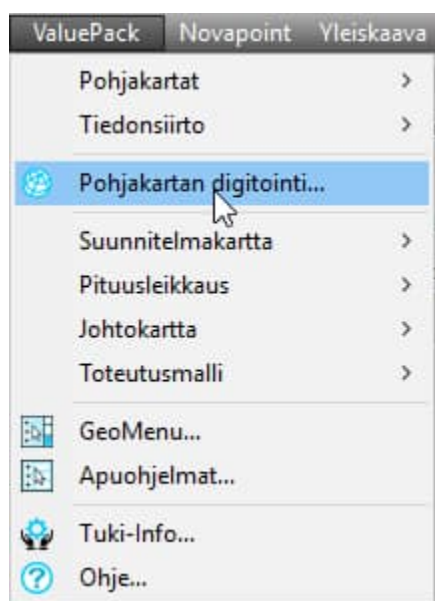 ValuePack Novapoint Yleiskaava
Pohjakartat
Tiedonsiirto
Pohjakartan digitointi...
Suunnitelmakartta
Pituusleikkaus
Johtokartta
Toteutusmalli
GeoMenu...
Apuohjelmat...
Tuki-Info...
Ohje...